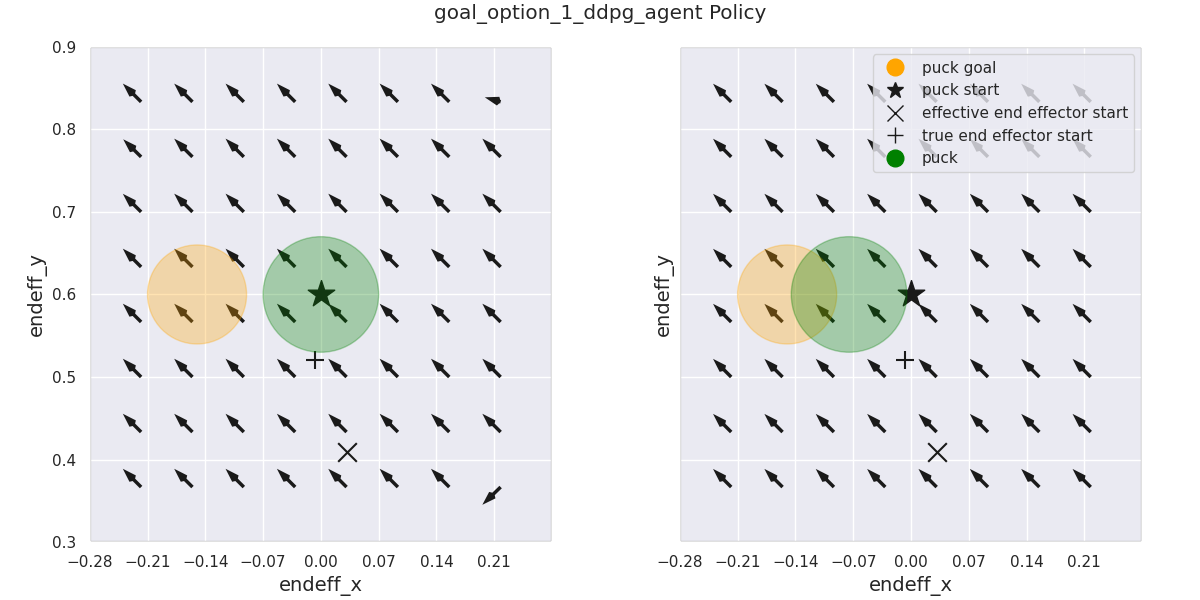 goal_option_1_ddpg_agent Policy
0.9
0.8
0.7
0.6
0.5
0.4
0.3
endeff_y
−0.28 −0.21 −0.14 −0.07 0.00 0.07 0.14 0.21
endeff_x
puck goal
puck start
effective end effector start
true end effector start
puck
endeff_y
−0.28 −0.21 −0.14 −0.07 0.00 0.07 0.14 0.21
endeff_x